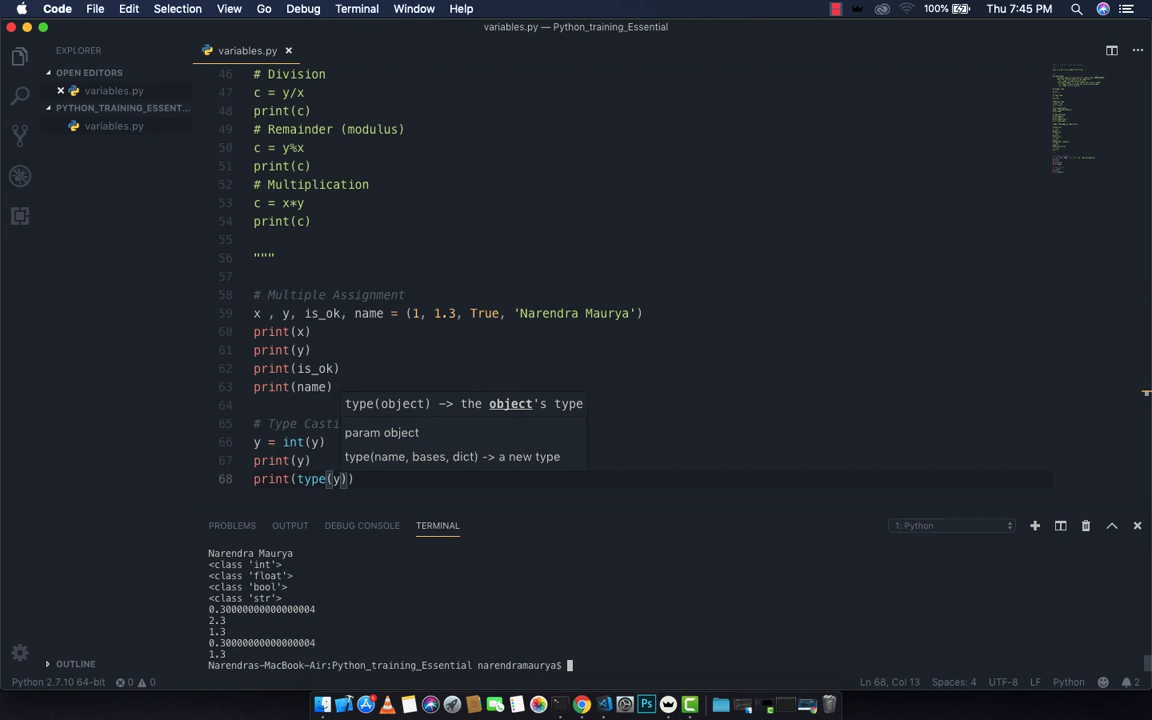 Code File Edit Selection View Go Debug Terminal Window Help 100% Thu 7:45 PM
variables.py — Python_training_Essential
EXPLORER
variables.py
OPEN EDITORS
variables.py
PYTHON_TRAINING_ESSENT...
variables.py
46 # Division
47 c = y/x
48 print(c)
49 # Remainder (modulus)
50 c = y%x
51 print(c)
52 # Multiplication
53 c = x*y
54 print(c)
55
56 """
57
58 # Multiple Assignment
59 x , y, is_ok, name = (1, 1.3, True, 'Narendra Maurya')
60 print(x)
61 print(y)
62 print(is_ok)
63 print(name)
64
65 # Type Casti
66 y = int(y)
67 print(y)
68 print(type(y))
type(object) -> the object's type
param object
type(name, bases, dict) -> a new type
PROBLEMS OUTPUT DEBUG CONSOLE TERMINAL 1: Python
Narendra Maurya
<class 'int'>
<class 'float'>
<class 'bool'>
<class 'str'>
0.30000000000000004
2.3
1.3
0.30000000000000004
1.3
Narendras-MacBook-Air:Python_training_Essential narendramaurya$
OUTLINE
Python 2.7.10 64-bit 0 0 Ln 68, Col 13 Spaces: 4 UTF-8 LF Python 2
Ps